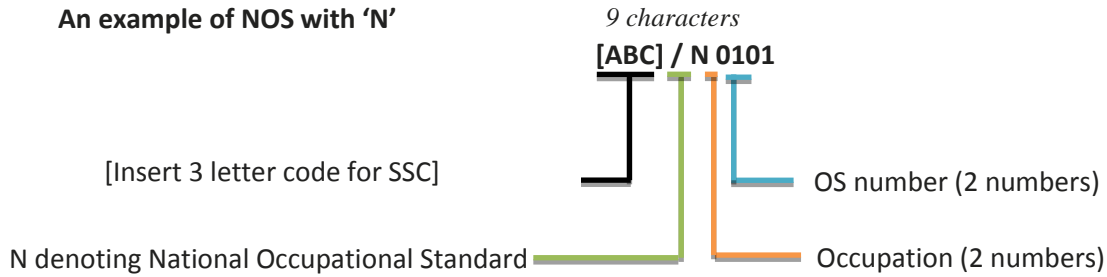 An example of NOS with ‘N’
9 characters
[ABC] / N 0101
[Insert 3 letter code for SSC]
OS number (2 numbers)
N denoting National Occupational Standard
Occupation (2 numbers)